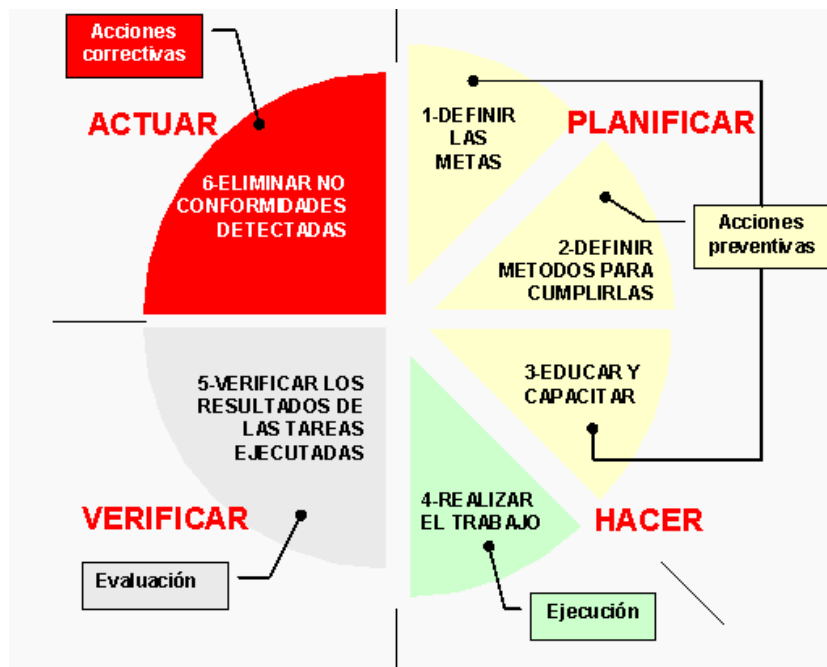 Acciones
correctivas
ACTUAR
6-ELIMINAR NO
CONFORMIDADES
DETECTADAS
1-DEFINIR
LAS
METAS
PLANIFICAR
2-DEFINIR
METODOS PARA
CUMPLIRLAS
Acciones
preventivas
3-EDUCAR Y
CAPACITAR
4-REALIZAR
EL TRABAJO
HACER
Ejecución
5-VERIFICAR LOS
RESULTADOS DE
LAS TAREAS
EJECUTADAS
VERIFICAR
Evaluación